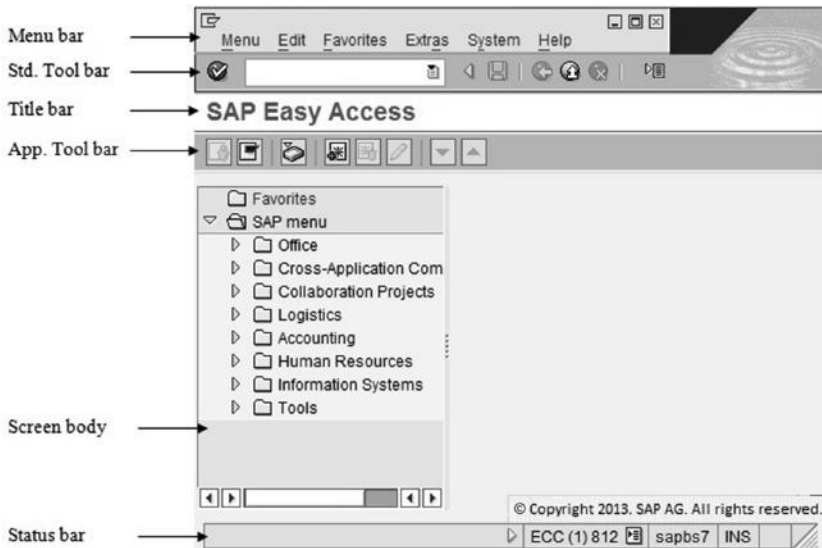 Menu bar
Menu Edit Favorites Extras System Help
Std. Tool bar
Title bar
SAP Easy Access
App. Tool bar
Favorites
SAP menu
Office
Cross-Application Com
Collaboration Projects
Logistics
Accounting
Human Resources
Information Systems
Tools
Screen body
© Copyright 2013. SAP AG. All rights reserved.
Status bar
ECC (1) 812 sapbs7 INS